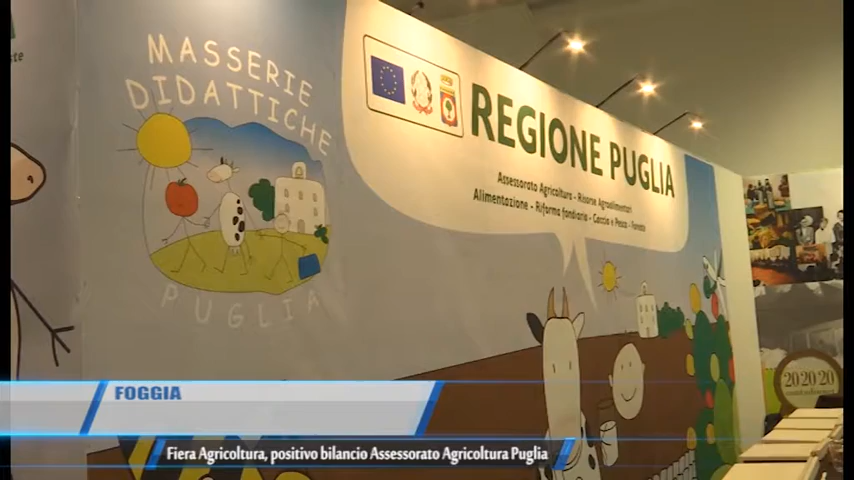 MASSERIE
DIDATTICHE
PUGLIA
REGIONE PUGLIA
Assessorato Agricoltura - Risorse Agroalimentari
Alimentazione - Riforma fondiaria - Caccia e Pesca - Foreste
202020
FOGGIA
Fiera Agricoltura, positivo bilancio Assessorato Agricoltura Puglia